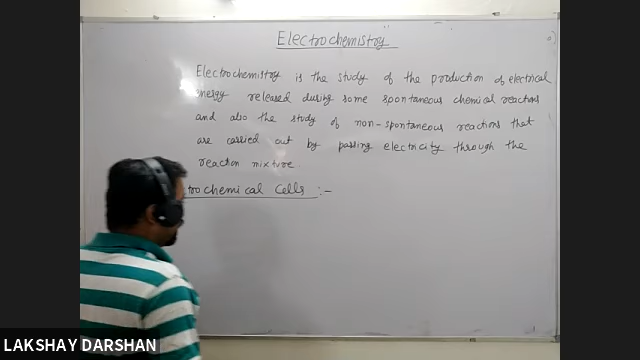 Electrochemistry
Electrochemistry is the study of the production of electrical
energy released during some spontaneous chemical reactions
and also the study of non-spontaneous reactions that
are carried out by passing electricity through the
reaction mixture
trochemical Cells :-
LAKSHAY DARSHAN